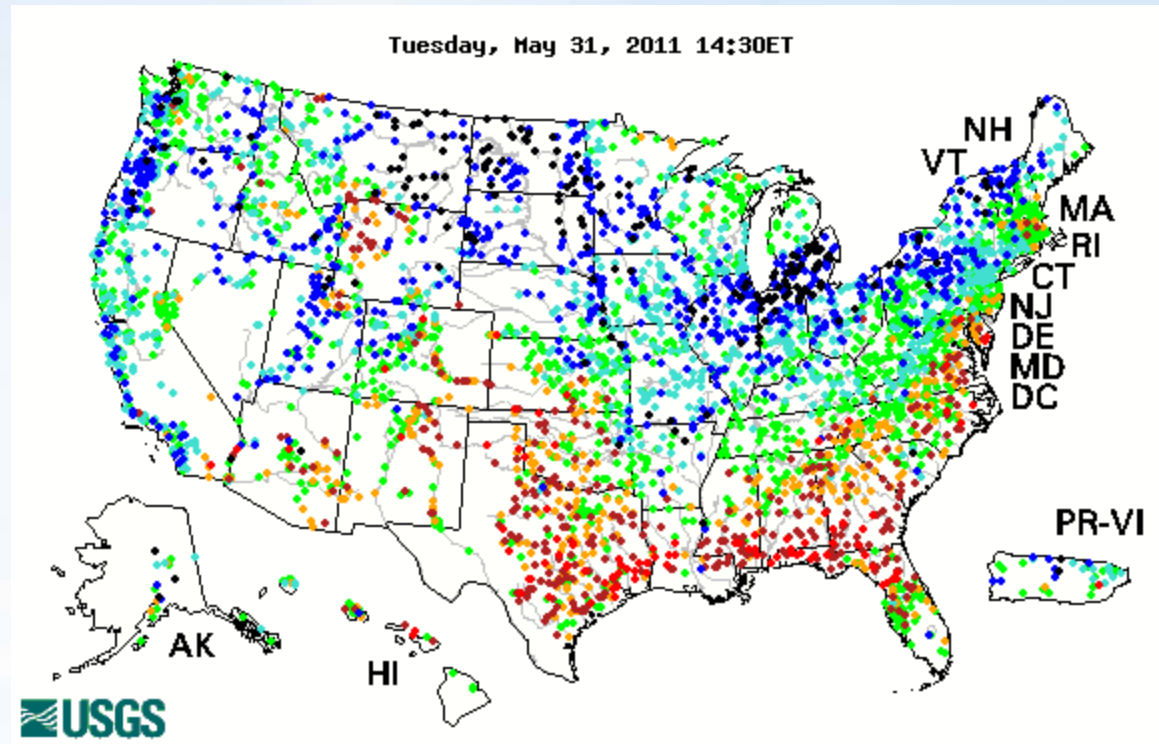 Tuesday, May 31, 2011 14:30ET
NH
VT
MA
RI
CT
NJ
DE
MD
DC
PR-VI
AK
HI
USGS